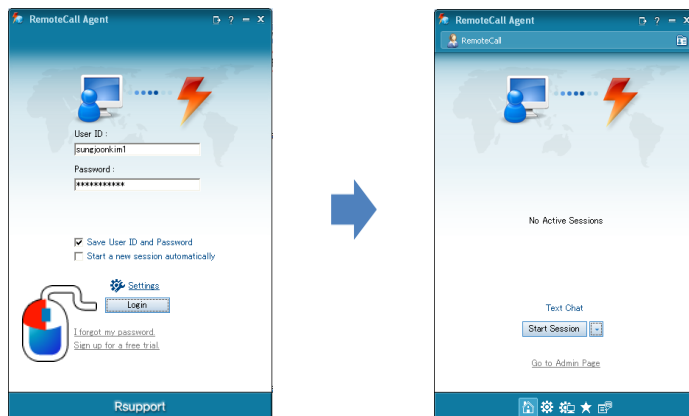 RemoteCall Agent
User ID :
sungjoonkim1
Password :
***********
Save User ID and Password
Start a new session automatically
Settings
Login
I forgot my password.
Sign up for a free trial.
Rsupport
RemoteCall Agent
RemoteCall
No Active Sessions
Text Chat
Start Session
Go to Admin Page